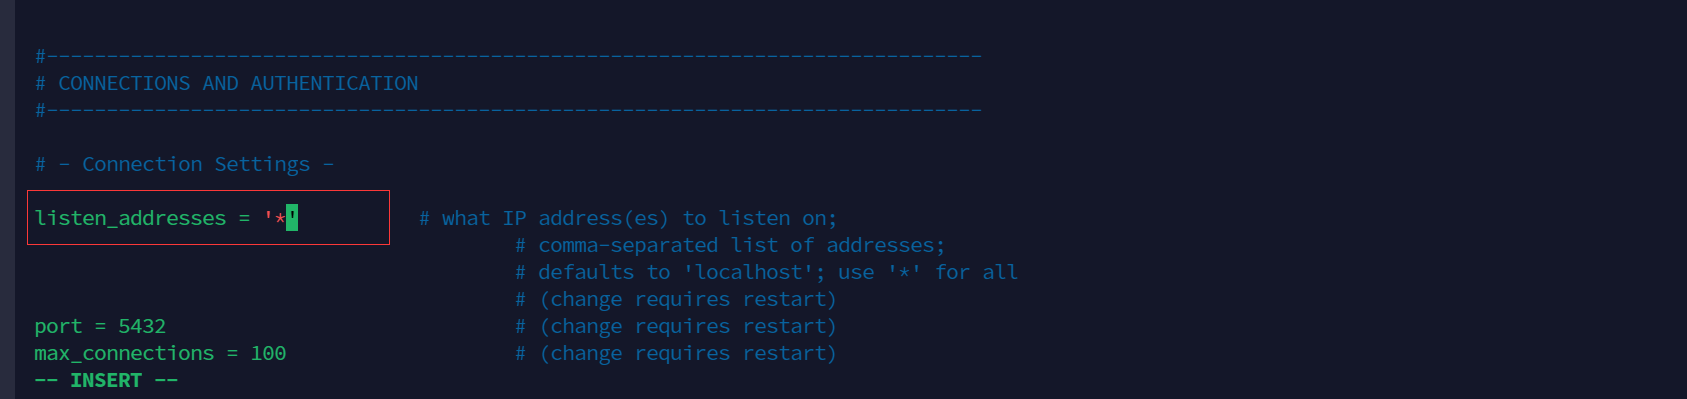 #------------------------------------------------------------------------------
# CONNECTIONS AND AUTHENTICATION
#------------------------------------------------------------------------------
# - Connection Settings -
listen_addresses = '*' # what IP address(es) to listen on;
# comma-separated list of addresses;
# defaults to 'localhost'; use '*' for all
# (change requires restart)
port = 5432 # (change requires restart)
max_connections = 100 # (change requires restart)
-- INSERT --